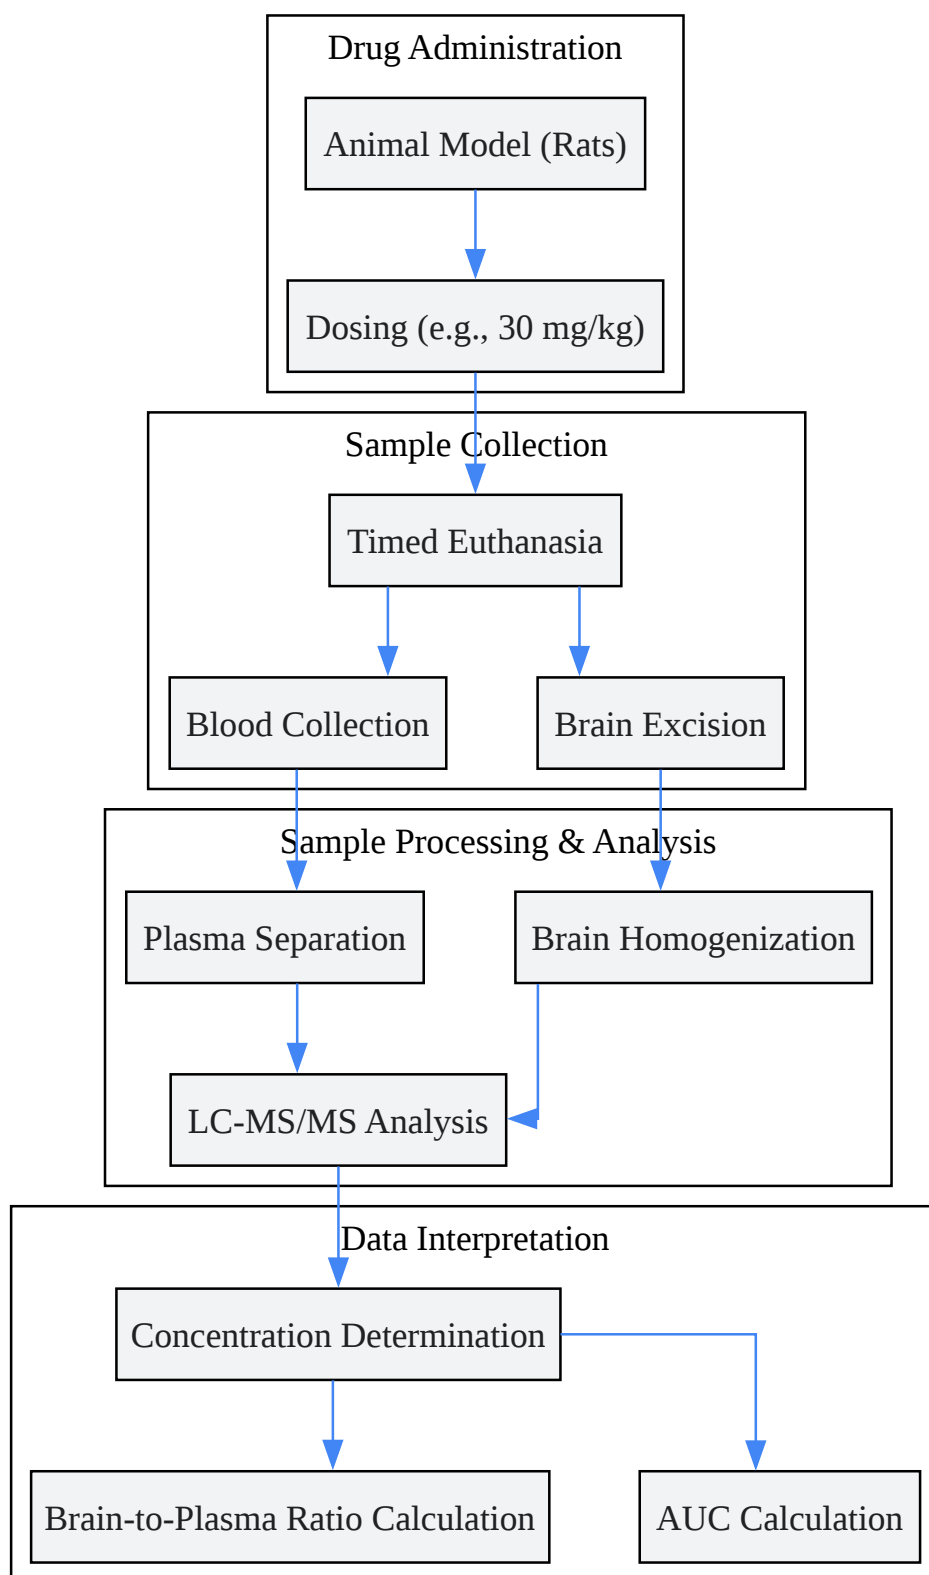 Drug Administration
Animal Model (Rats)
Dosing (e.g., 30 mg/kg)
Sample Collection
Timed Euthanasia
Blood Collection
Brain Excision
Sample Processing & Analysis
Plasma Separation
Brain Homogenization
LC-MS/MS Analysis
Data Interpretation
Concentration Determination
Brain-to-Plasma Ratio Calculation
AUC Calculation